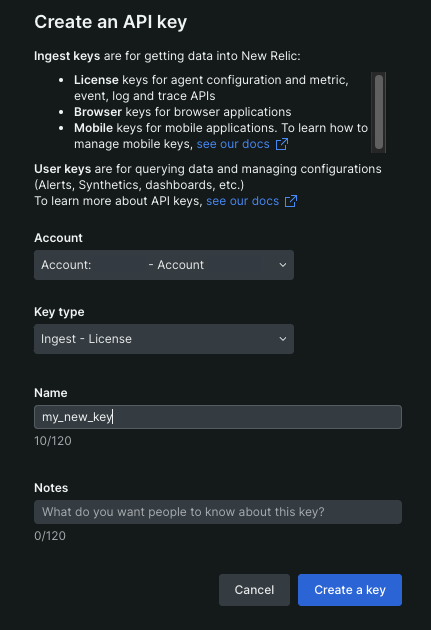 Create an API key
Ingest keys are for getting data into New Relic:
• License keys for agent configuration and metric,
event, log and trace APIs
• Browser keys for browser applications
• Mobile keys for mobile applications. To learn how to
manage mobile keys, see our docs
User keys are for querying data and managing configurations
(Alerts, Synthetics, dashboards, etc.)
To learn more about API keys, see our docs
Account
Account: - Account
Key type
Ingest - License
Name
my_new_key
10/120
Notes
What do you want people to know about this key?
0/120
Cancel
Create a key